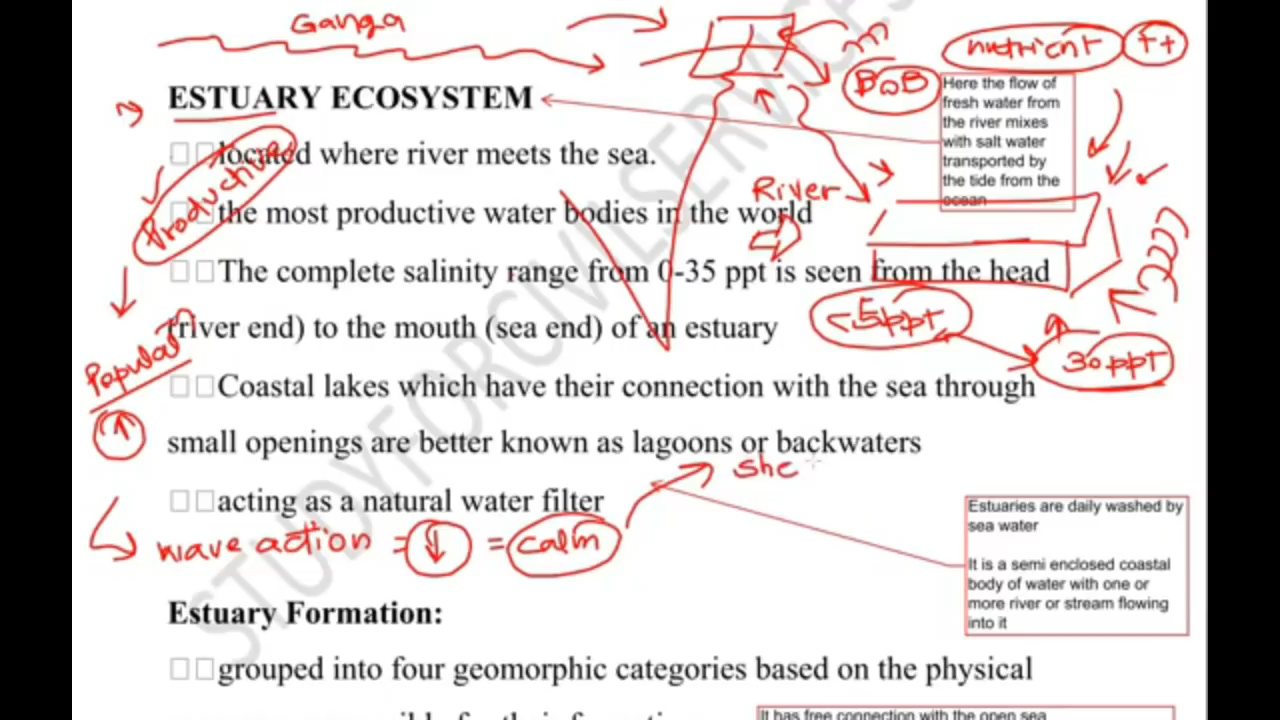 Ganga
nutrient ++
BOB
ESTUARY ECOSYSTEM
Here the flow of
fresh water from
the river mixes
with salt water
transported by
the tide from the
ocean
located where river meets the sea.
Productive
River
the most productive water bodies in the world
The complete salinity range from 0-35 ppt is seen from the head
<5ppt
(river end) to the mouth (sea end) of an estuary
30 ppt
Popular
Coastal lakes which have their connection with the sea through
small openings are better known as lagoons or backwaters
she
acting as a natural water filter
wave action = ↓ = calm
Estuaries are daily washed by
sea water
It is a semi enclosed coastal
body of water with one or
more river or stream flowing
into it
Estuary Formation:
grouped into four geomorphic categories based on the physical
It has free connection with the open sea
STUDYFORCIVILSERVICES